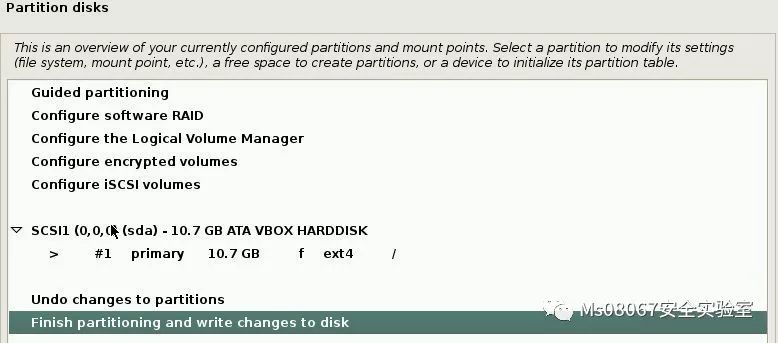 Partition disks
This is an overview of your currently configured partitions and mount points. Select a partition to modify its settings
(file system, mount point, etc.), a free space to create partitions, or a device to initialize its partition table.
Guided partitioning
Configure software RAID
Configure the Logical Volume Manager
Configure encrypted volumes
Configure iSCSI volumes
SCSI1 (0,0,0) (sda) - 10.7 GB ATA VBOX HARDDISK
> #1 primary 10.7 GB f ext4 /
Undo changes to partitions
Finish partitioning and write changes to disk
Ms08067安全实验室